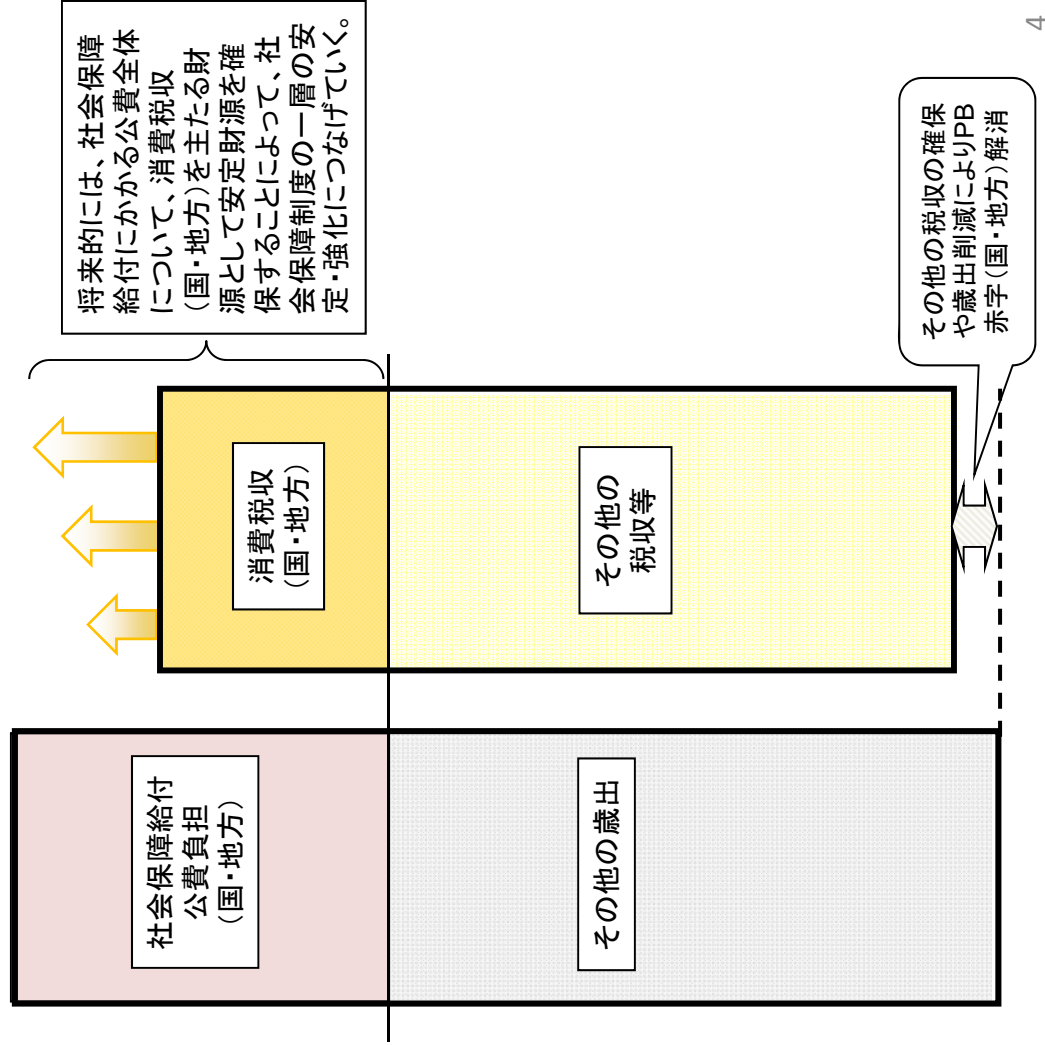 将来的には、社会保障
給付にかかる公費全体
について、消費税収
(国・地方)を主たる財
源として安定財源を確
保することによって、社
会保障制度の一層の安
定・強化につなげていく。
社会保障給付
公費負担
(国・地方)
消費税収
(国・地方)
その他の歳出
その他の
税収等
その他の税収の確保
や歳出削減によりPB
赤字(国・地方)解消
4